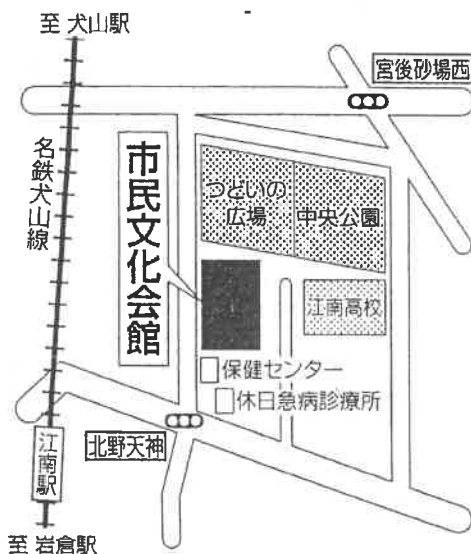 至 犬山駅
宮後砂場西
名鉄犬山線
市民文化会館
つどいの
広場
中央公園
江南高校
保健センター
休日急病診療所
北野天神
江南駅
至 岩倉駅